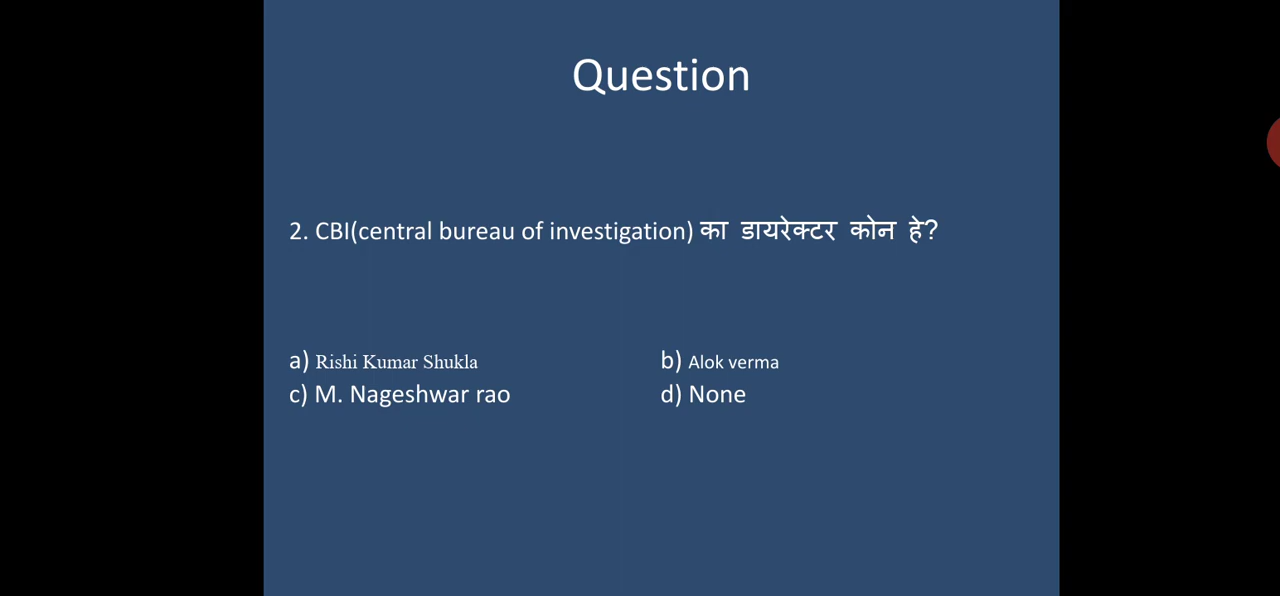 Question
2. CBI(central bureau of investigation) का डायरेक्टर कोन हे?
a) Rishi Kumar Shukla b) Alok verma
c) M. Nageshwar rao d) None